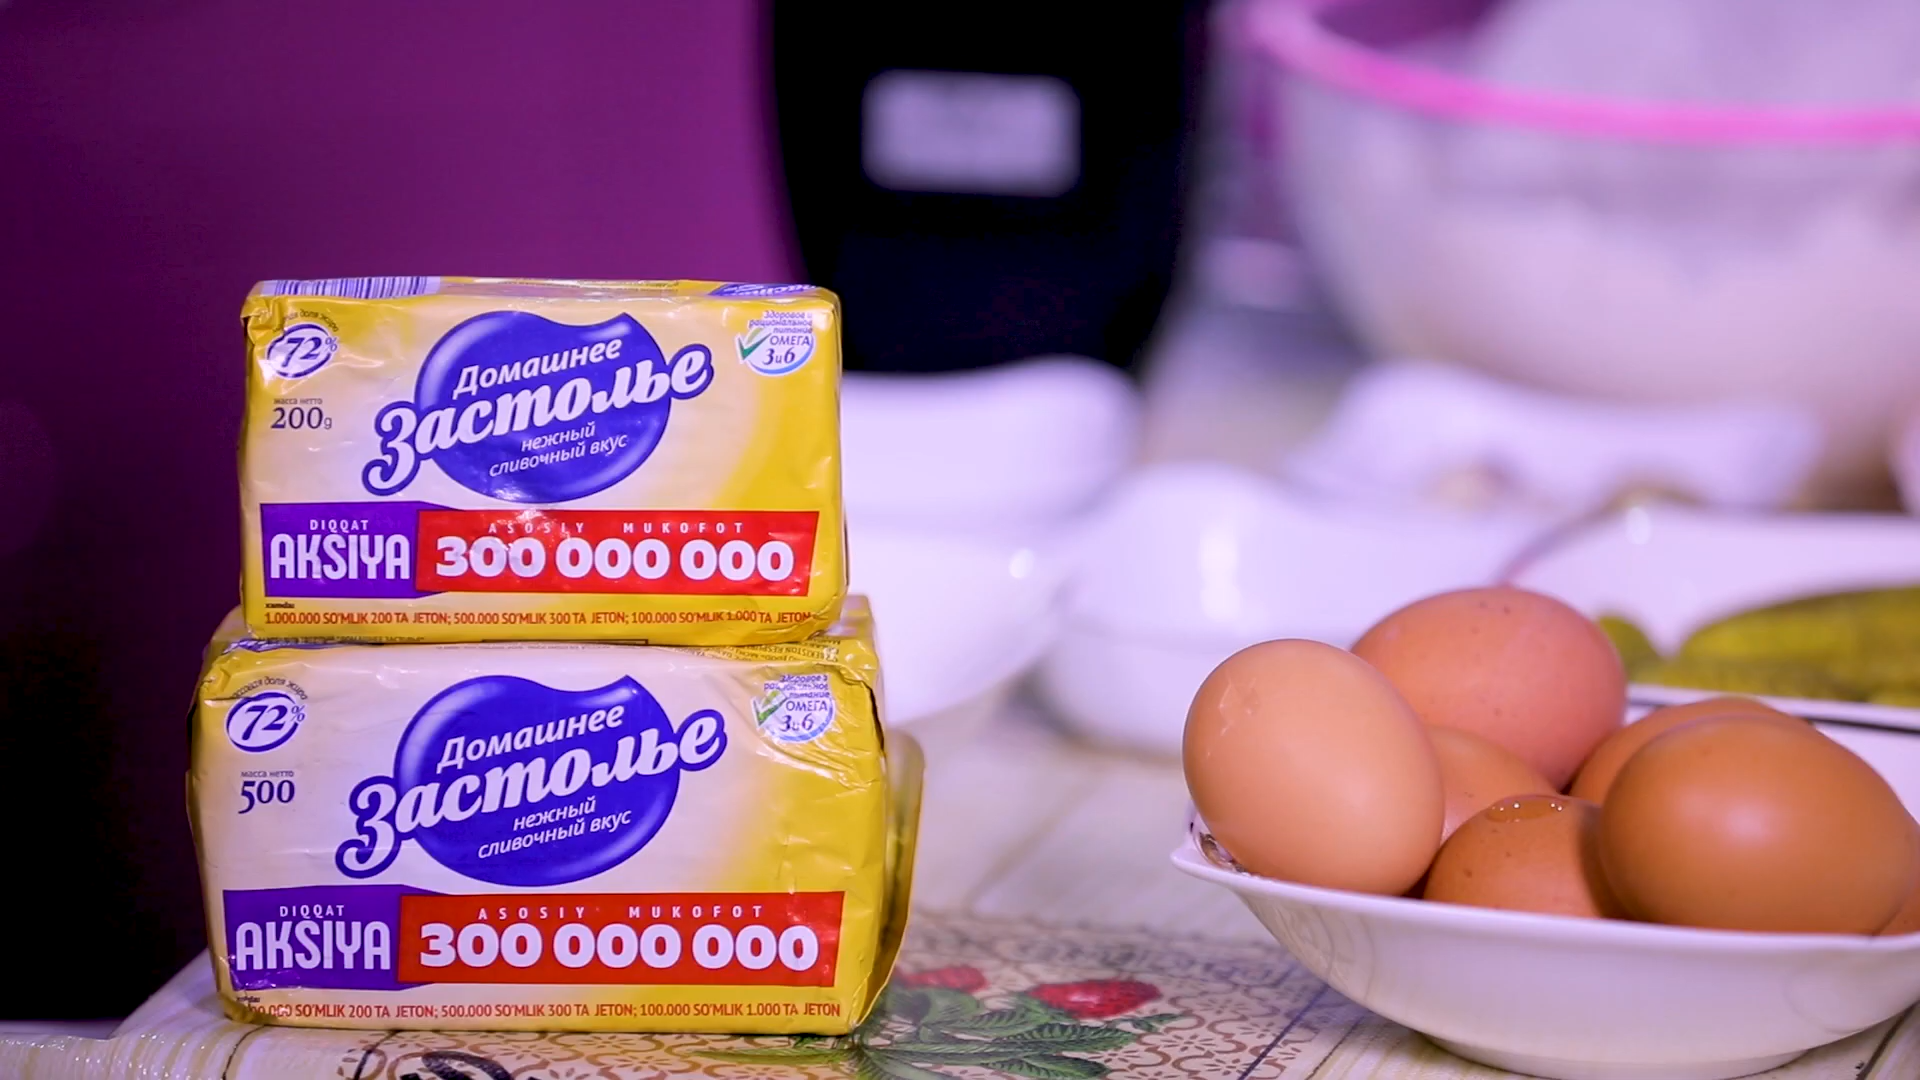 72%
масса нетто
200g
Домашнее
Застолье
нежный
сливочный вкус
Здоровое и
рациональное
питание
ОМЕГА
3и6
DIQQAT
AKSIYA
ASOSIY MUKOFOT
300 000 000
1.000.000 SO'MLIK 200 TA JETON; 500.000 SO'MLIK 300 TA JETON; 100.000 SO'MLIK 1.000 TA JETON
72%
масса нетто
500
Домашнее
Застолье
нежный
сливочный вкус
питание
ОМЕГА
3и6
DIQQAT
AKSIYA
ASOSIY MUKOFOT
300 000 000
SO'MLIK 200 TA JETON; 500.000 SO'MLIK 300 TA JETON; 100.000 SO'MLIK 1.000 TA JETON